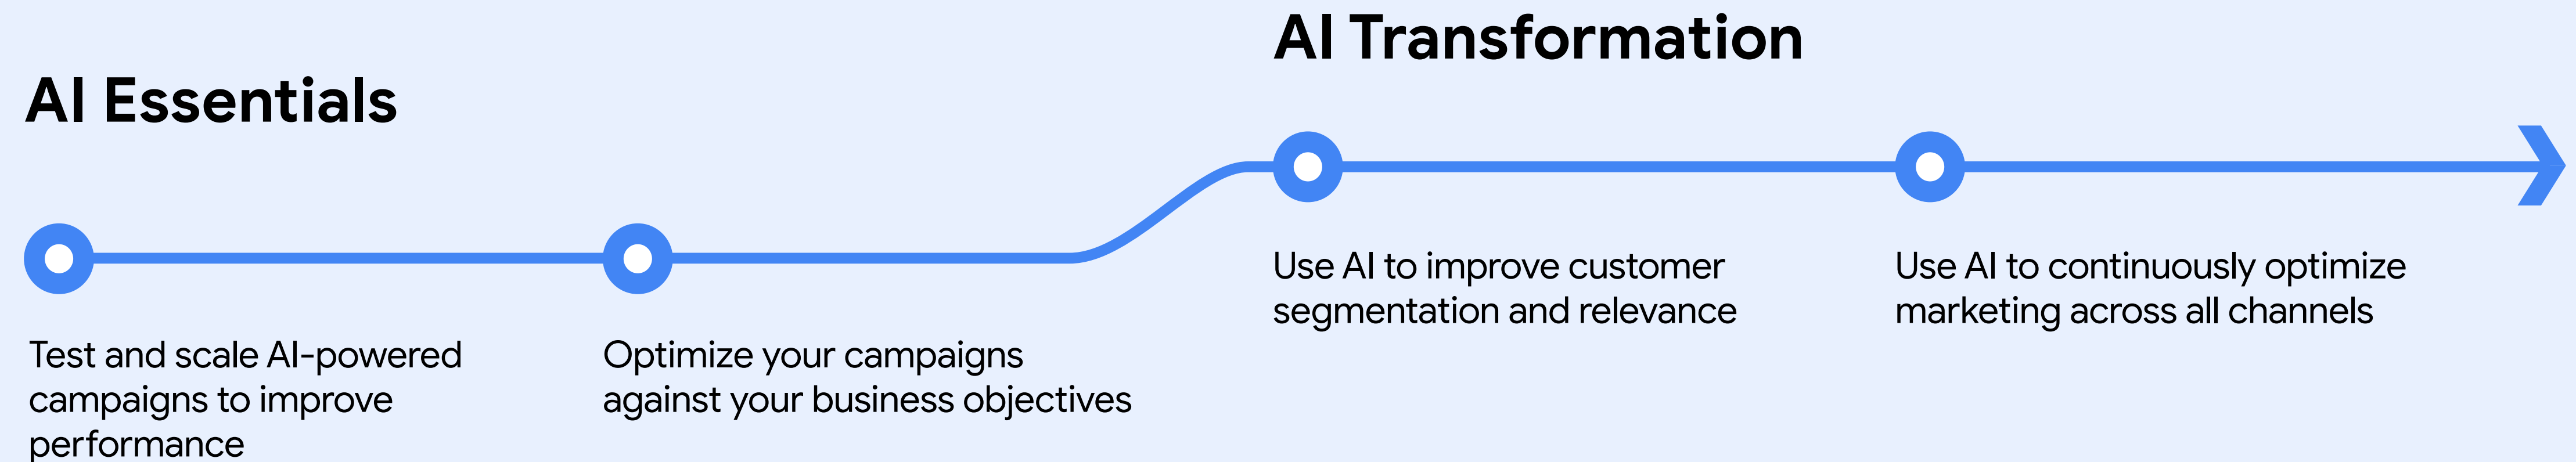 AI Essentials
Test and scale AI-powered
campaigns to improve
performance
Optimize your campaigns
against your business objectives
AI Transformation
Use AI to improve customer
segmentation and relevance
Use AI to continuously optimize
marketing across all channels